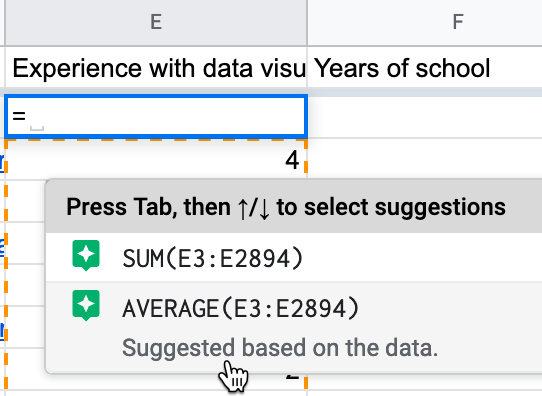 E F
Experience with data visu Years of school
=
4
Press Tab, then ↑/↓ to select suggestions
SUM(E3:E2894)
AVERAGE(E3:E2894)
Suggested based on the data.